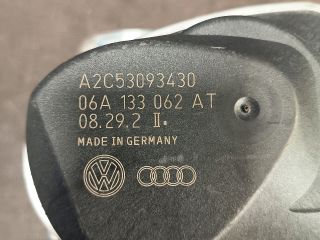 A2C53093430
06A 133 062 AT
08.29.2 II.
MADE IN GERMANY